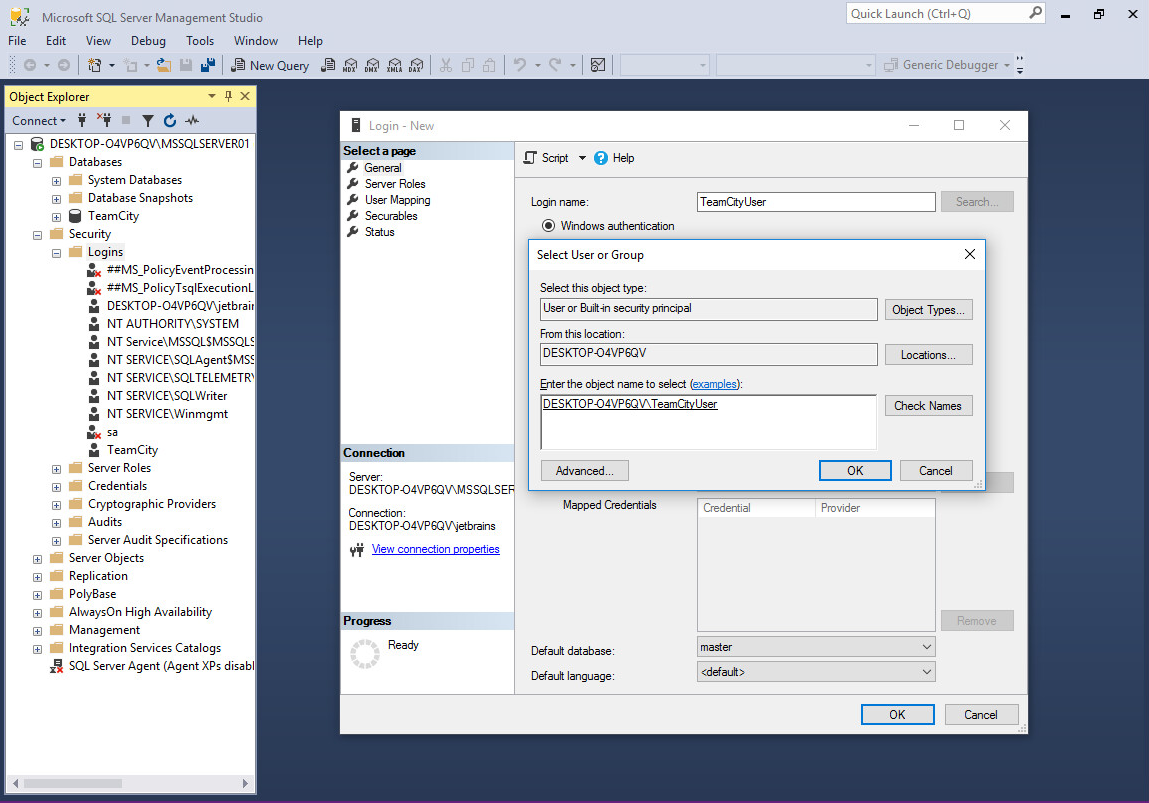 Microsoft SQL Server Management Studio
Quick Launch (Ctrl+Q)
File Edit View Debug Tools Window Help
New Query MDX DMX XMLA DAX Generic Debugger
Object Explorer
Connect
DESKTOP-O4VP6QV\MSSQLSERVER01
Databases
System Databases
Database Snapshots
TeamCity
Security
Logins
##MS_PolicyEventProcessin
##MS_PolicyTsqlExecutionL
DESKTOP-O4VP6QV\jetbrain
NT AUTHORITY\SYSTEM
NT Service\MSSQL$MSSQLS
NT SERVICE\SQLAgent$MSS
NT SERVICE\SQLTELEMETRY
NT SERVICE\SQLWriter
NT SERVICE\Winmgmt
sa
TeamCity
Server Roles
Credentials
Cryptographic Providers
Audits
Server Audit Specifications
Server Objects
Replication
PolyBase
AlwaysOn High Availability
Management
Integration Services Catalogs
SQL Server Agent (Agent XPs disabl
Login - New
Select a page
General
Server Roles
User Mapping
Securables
Status
Connection
Server:
DESKTOP-O4VP6QV\MSSQLSER
Connection:
DESKTOP-O4VP6QV\jetbrains
View connection properties
Progress
Ready
Script Help
Login name: TeamCityUser Search...
Windows authentication
Select User or Group
Select this object type:
User or Built-in security principal Object Types...
From this location:
DESKTOP-O4VP6QV Locations...
Enter the object name to select (examples):
DESKTOP-O4VP6QV\TeamCityUser Check Names
Advanced... OK Cancel
Mapped Credentials Credential Provider
Remove
Default database: master
Default language: <default>
OK Cancel